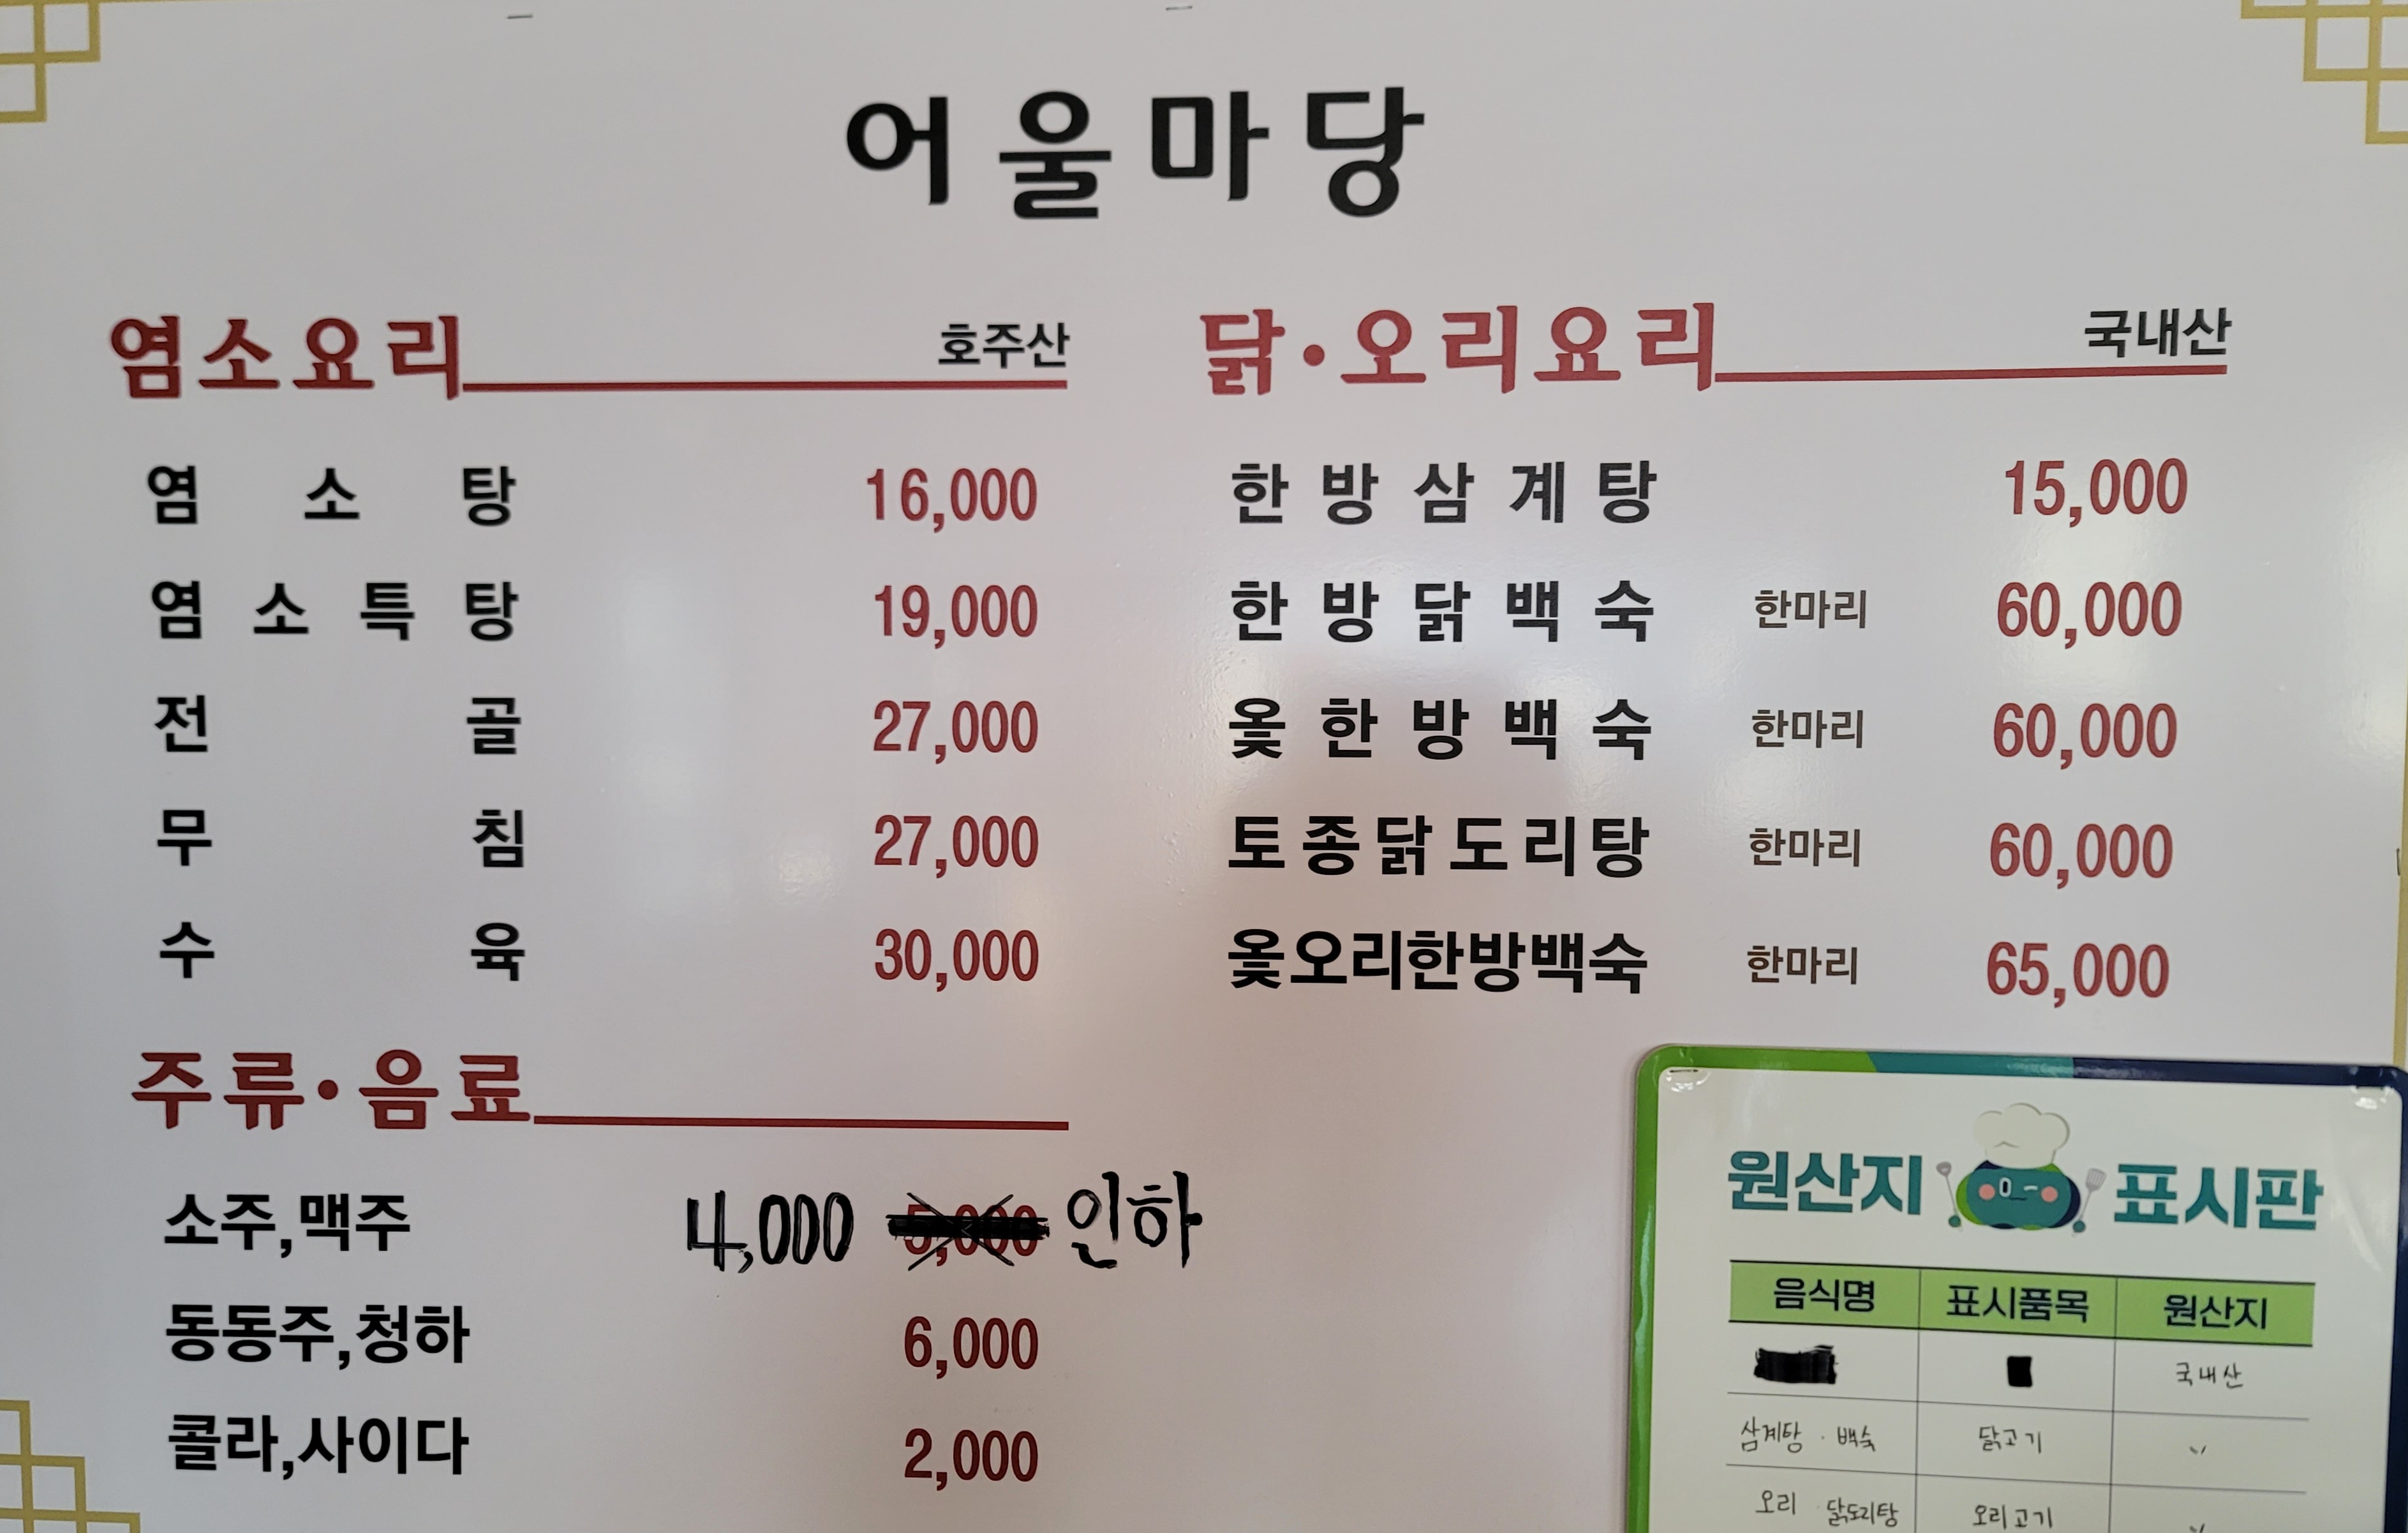 어울마당
염소요리 호주산
염소탕 16,000
염소특탕 19,000
전골 27,000
무침 27,000
수육 30,000
주류·음료
소주,맥주 4,000 5,000 인하
동동주,청하 6,000
콜라,사이다 2,000
닭·오리요리 국내산
한방삼계탕 15,000
한방닭백숙 한마리 60,000
옻한방백숙 한마리 60,000
토종닭도리탕 한마리 60,000
옻오리한방백숙 한마리 65,000
원산지 표시판
음식명 표시품목 원산지
국내산
삼계탕 · 백숙 닭고기 〃
오리 닭도리탕 오리고기 〃